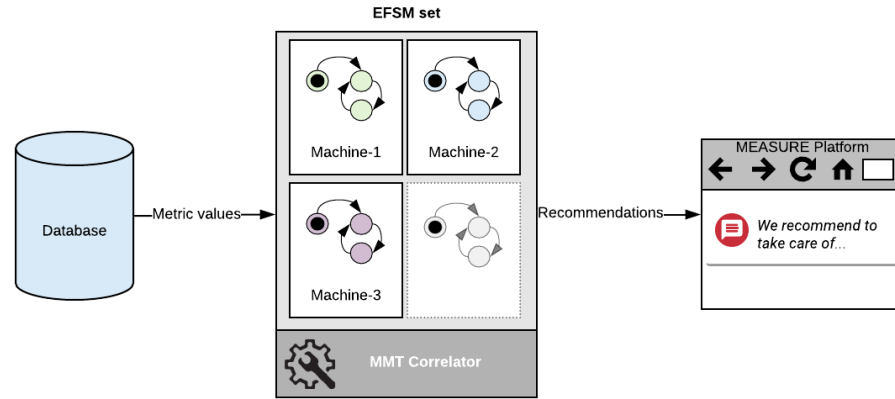 EFSM set
Machine-1
Machine-2
Database
Metric values
Machine-3
MMT Correlator
Recommendations
MEASURE Platform
We recommend to
take care of...